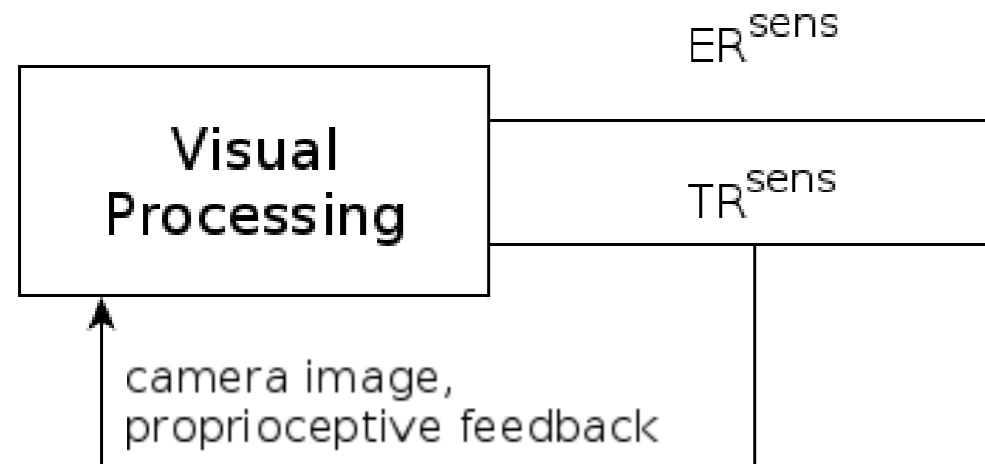 ER^sens
Visual
Processing
TR^sens
camera image,
proprioceptive feedback